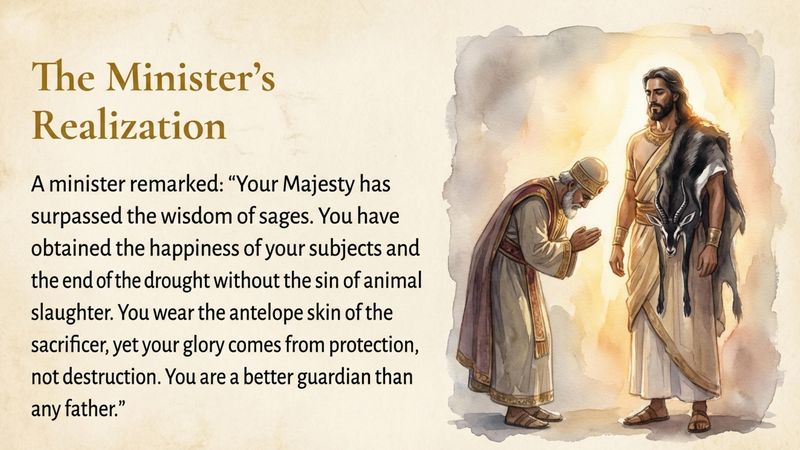 The Minister’s
Realization
A minister remarked: “Your Majesty has
surpassed the wisdom of sages. You have
obtained the happiness of your subjects and
the end of the drought without the sin of animal
slaughter. You wear the antelope skin of the
sacrificer, yet your glory comes from protection,
not destruction. You are a better guardian than
any father.”